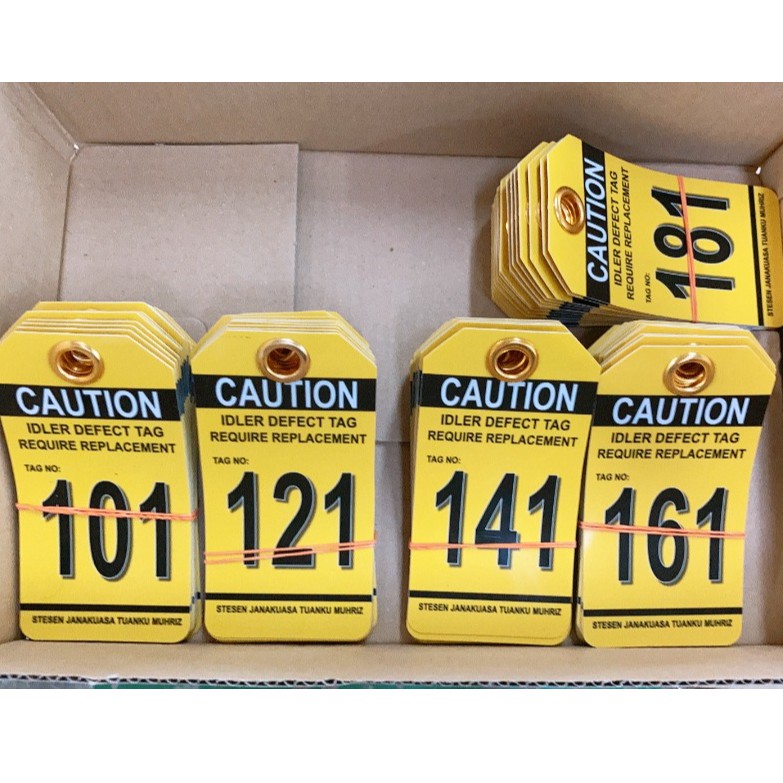 CAUTION
IDLER DEFECT TAG
REQUIRE REPLACEMENT
TAG NO:
181
STESEN JANAKUASA TUANKU MUHRIZ
CAUTION
IDLER DEFECT TAG
REQUIRE REPLACEMENT
TAG NO:
101
STESEN JANAKUASA TUANKU MUHRIZ
CAUTION
IDLER DEFECT TAG
REQUIRE REPLACEMENT
TAG NO:
121
STESEN JANAKUASA TUANKU MUHRIZ
CAUTION
IDLER DEFECT TAG
REQUIRE REPLACEMENT
TAG NO:
141
STESEN JANAKUASA TUANKU MUHRIZ
CAUTION
IDLER DEFECT TAG
REQUIRE REPLACEMENT
TAG NO:
161
STESEN JANAKUASA TUANKU MUHRIZ